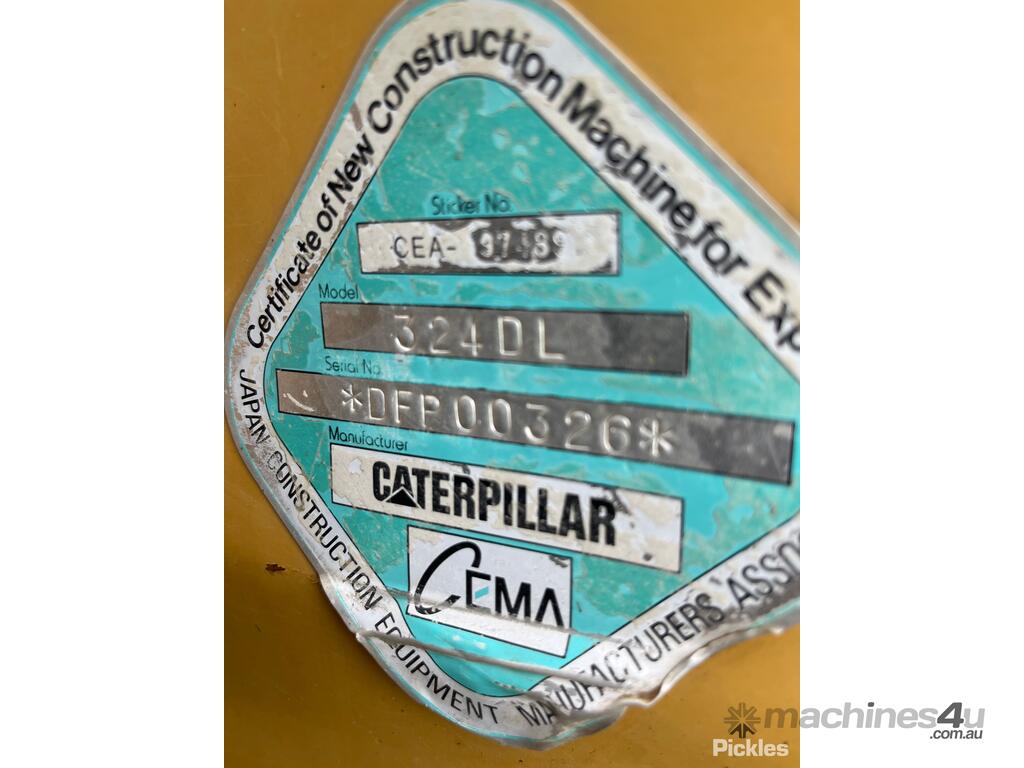 Certificate of New Construction Machine for Exp
Sticker No.
CEA- 97489
Model
324DL
Serial No.
*DFP00326*
Manufacturer
CATERPILLAR
CEMA
JAPAN CONSTRUCTION EQUIPMENT MANUFACTURERS ASSO
machines4u
.com.au
Pickles